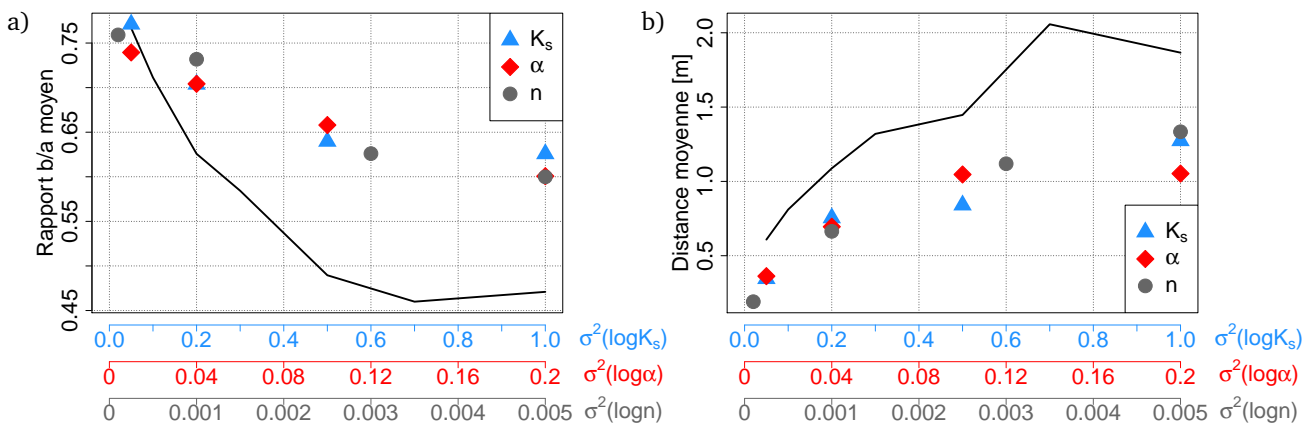 a)
Rapport b/a moyen
0.75
0.65
0.55
0.45
Kₛ
α
n
0.0 0.2 0.4 0.6 0.8 1.0 σ²(logKₛ)
0 0.04 0.08 0.12 0.16 0.2 σ²(logα)
0 0.001 0.002 0.003 0.004 0.005 σ²(logn)
b)
Distance moyenne [m]
2.0
1.5
1.0
0.5
Kₛ
α
n
0.0 0.2 0.4 0.6 0.8 1.0 σ²(logKₛ)
0 0.04 0.08 0.12 0.16 0.2 σ²(logα)
0 0.001 0.002 0.003 0.004 0.005 σ²(logn)